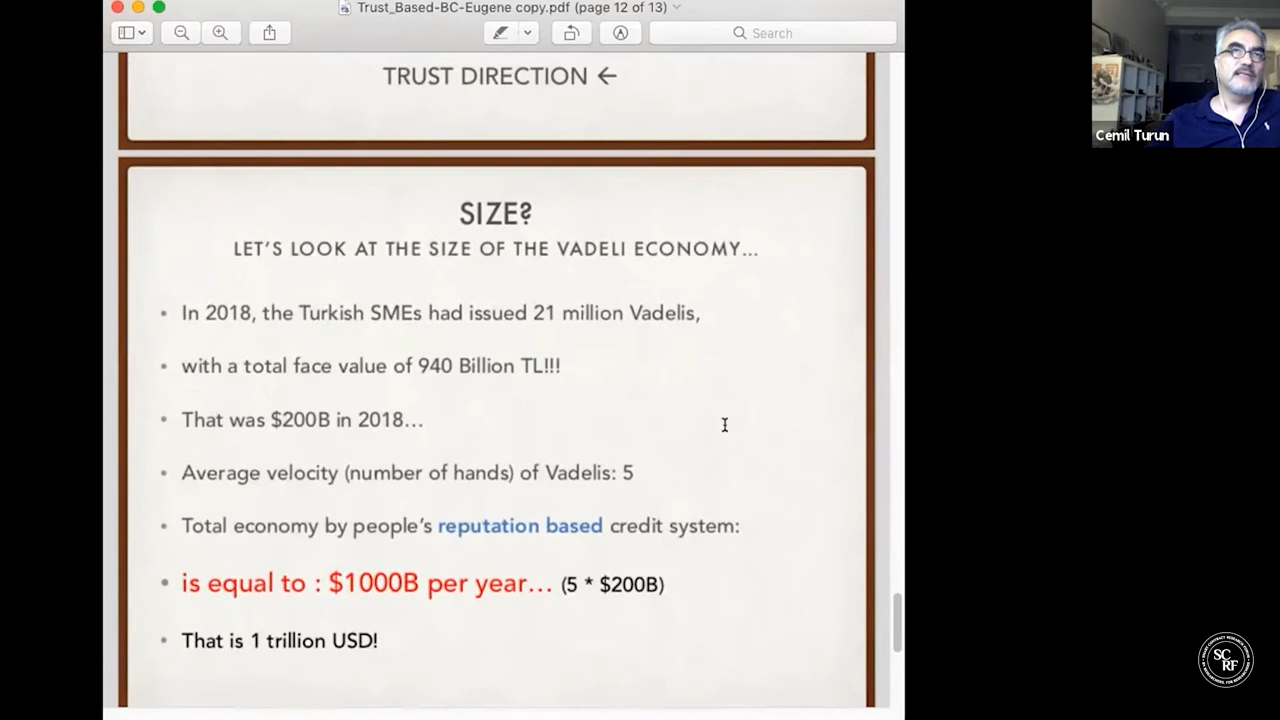 Trust_Based-BC-Eugene copy.pdf (page 12 of 13)
Search
TRUST DIRECTION ←
SIZE?
LET'S LOOK AT THE SIZE OF THE VADELI ECONOMY...
• In 2018, the Turkish SMEs had issued 21 million Vadelis,
• with a total face value of 940 Billion TL!!!
• That was $200B in 2018...
• Average velocity (number of hands) of Vadelis: 5
• Total economy by people's reputation based credit system:
• is equal to : $1000B per year... (5 * $200B)
• That is 1 trillion USD!
Cemil Turun
SC
RF